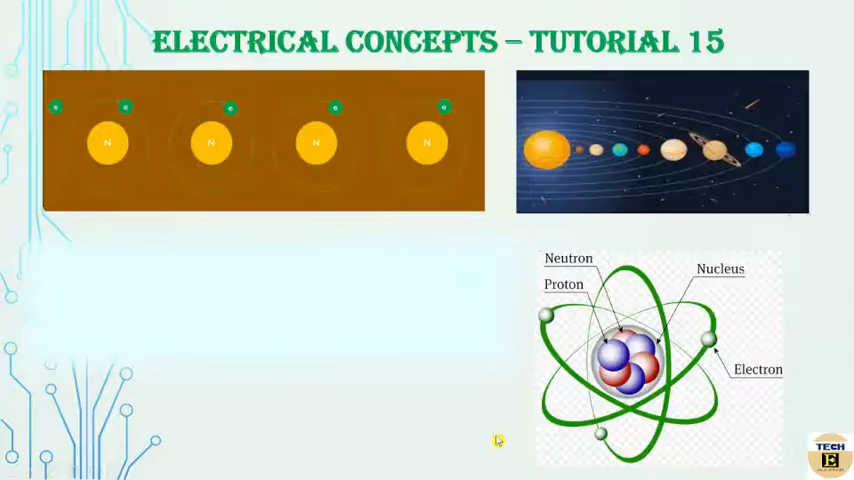 ELECTRICAL CONCEPTS – TUTORIAL 15
e e e e e
N N N N
Neutron
Nucleus
Proton
Electron
TECH
E